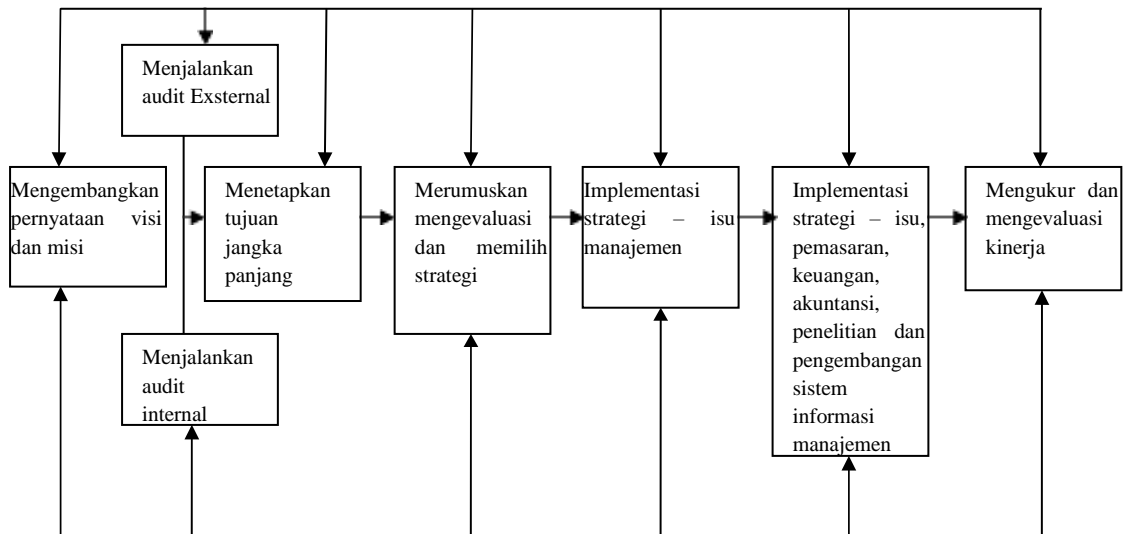 Menjalankan
audit Exsternal
Mengembangkan
pernyataan visi
dan misi
Menetapkan
tujuan
jangka
panjang
Merumuskan
mengevaluasi
dan memilih
strategi
Implementasi
strategi – isu
manajemen
Implementasi
strategi – isu,
pemasaran,
keuangan,
akuntansi,
penelitian dan
pengembangan
sistem
informasi
manajemen
Mengukur dan
mengevaluasi
kinerja
Menjalankan
audit
internal